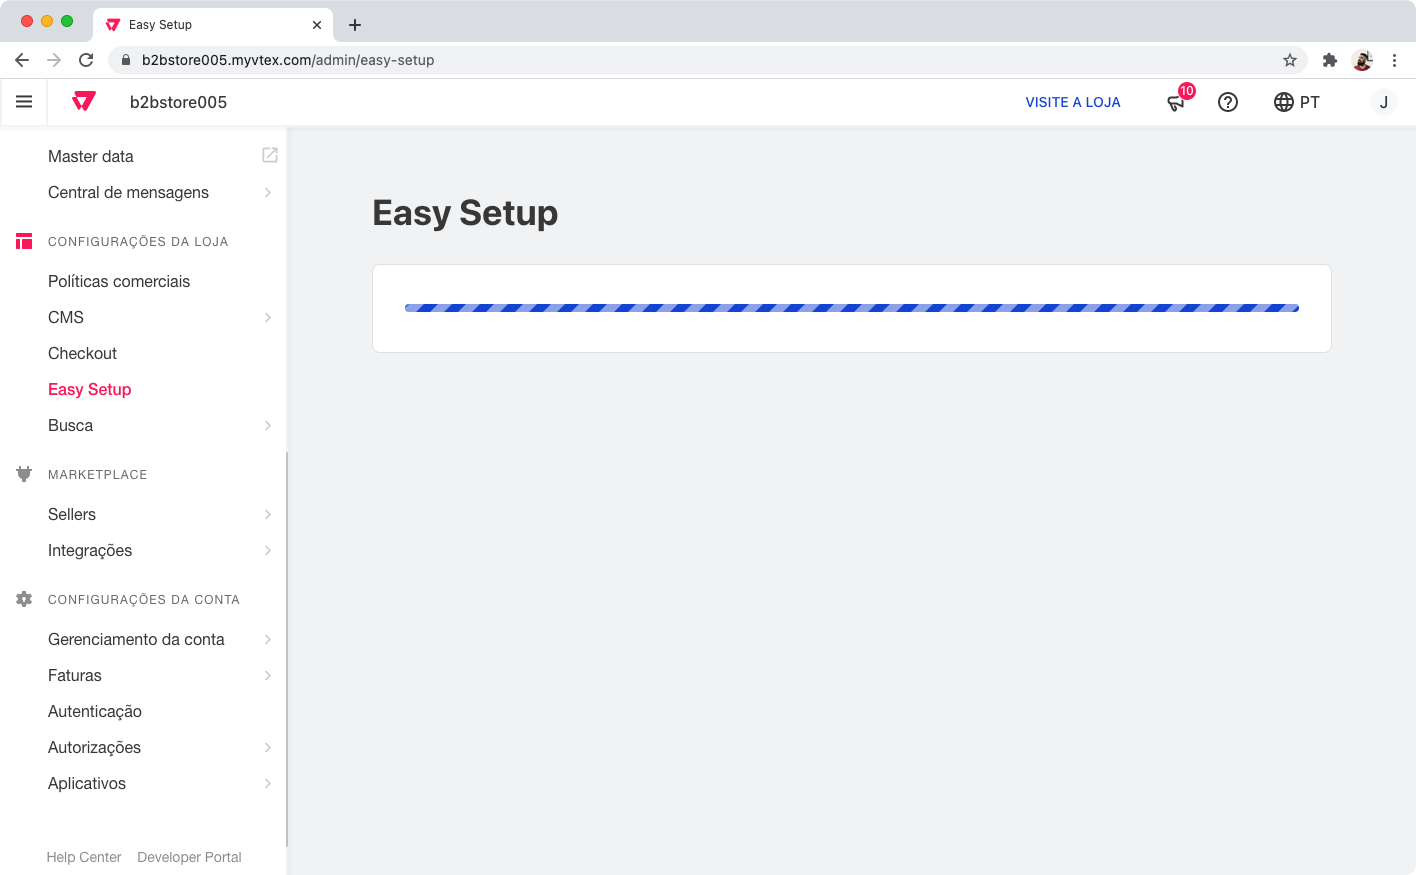 Easy Setup
b2bstore005.myvtex.com/admin/easy-setup
b2bstore005
VISITE A LOJA
10
PT
J
Master data
Central de mensagens
CONFIGURAÇÕES DA LOJA
Políticas comerciais
CMS
Checkout
Easy Setup
Busca
MARKETPLACE
Sellers
Integrações
CONFIGURAÇÕES DA CONTA
Gerenciamento da conta
Faturas
Autenticação
Autorizações
Aplicativos
Help Center
Developer Portal
Easy Setup